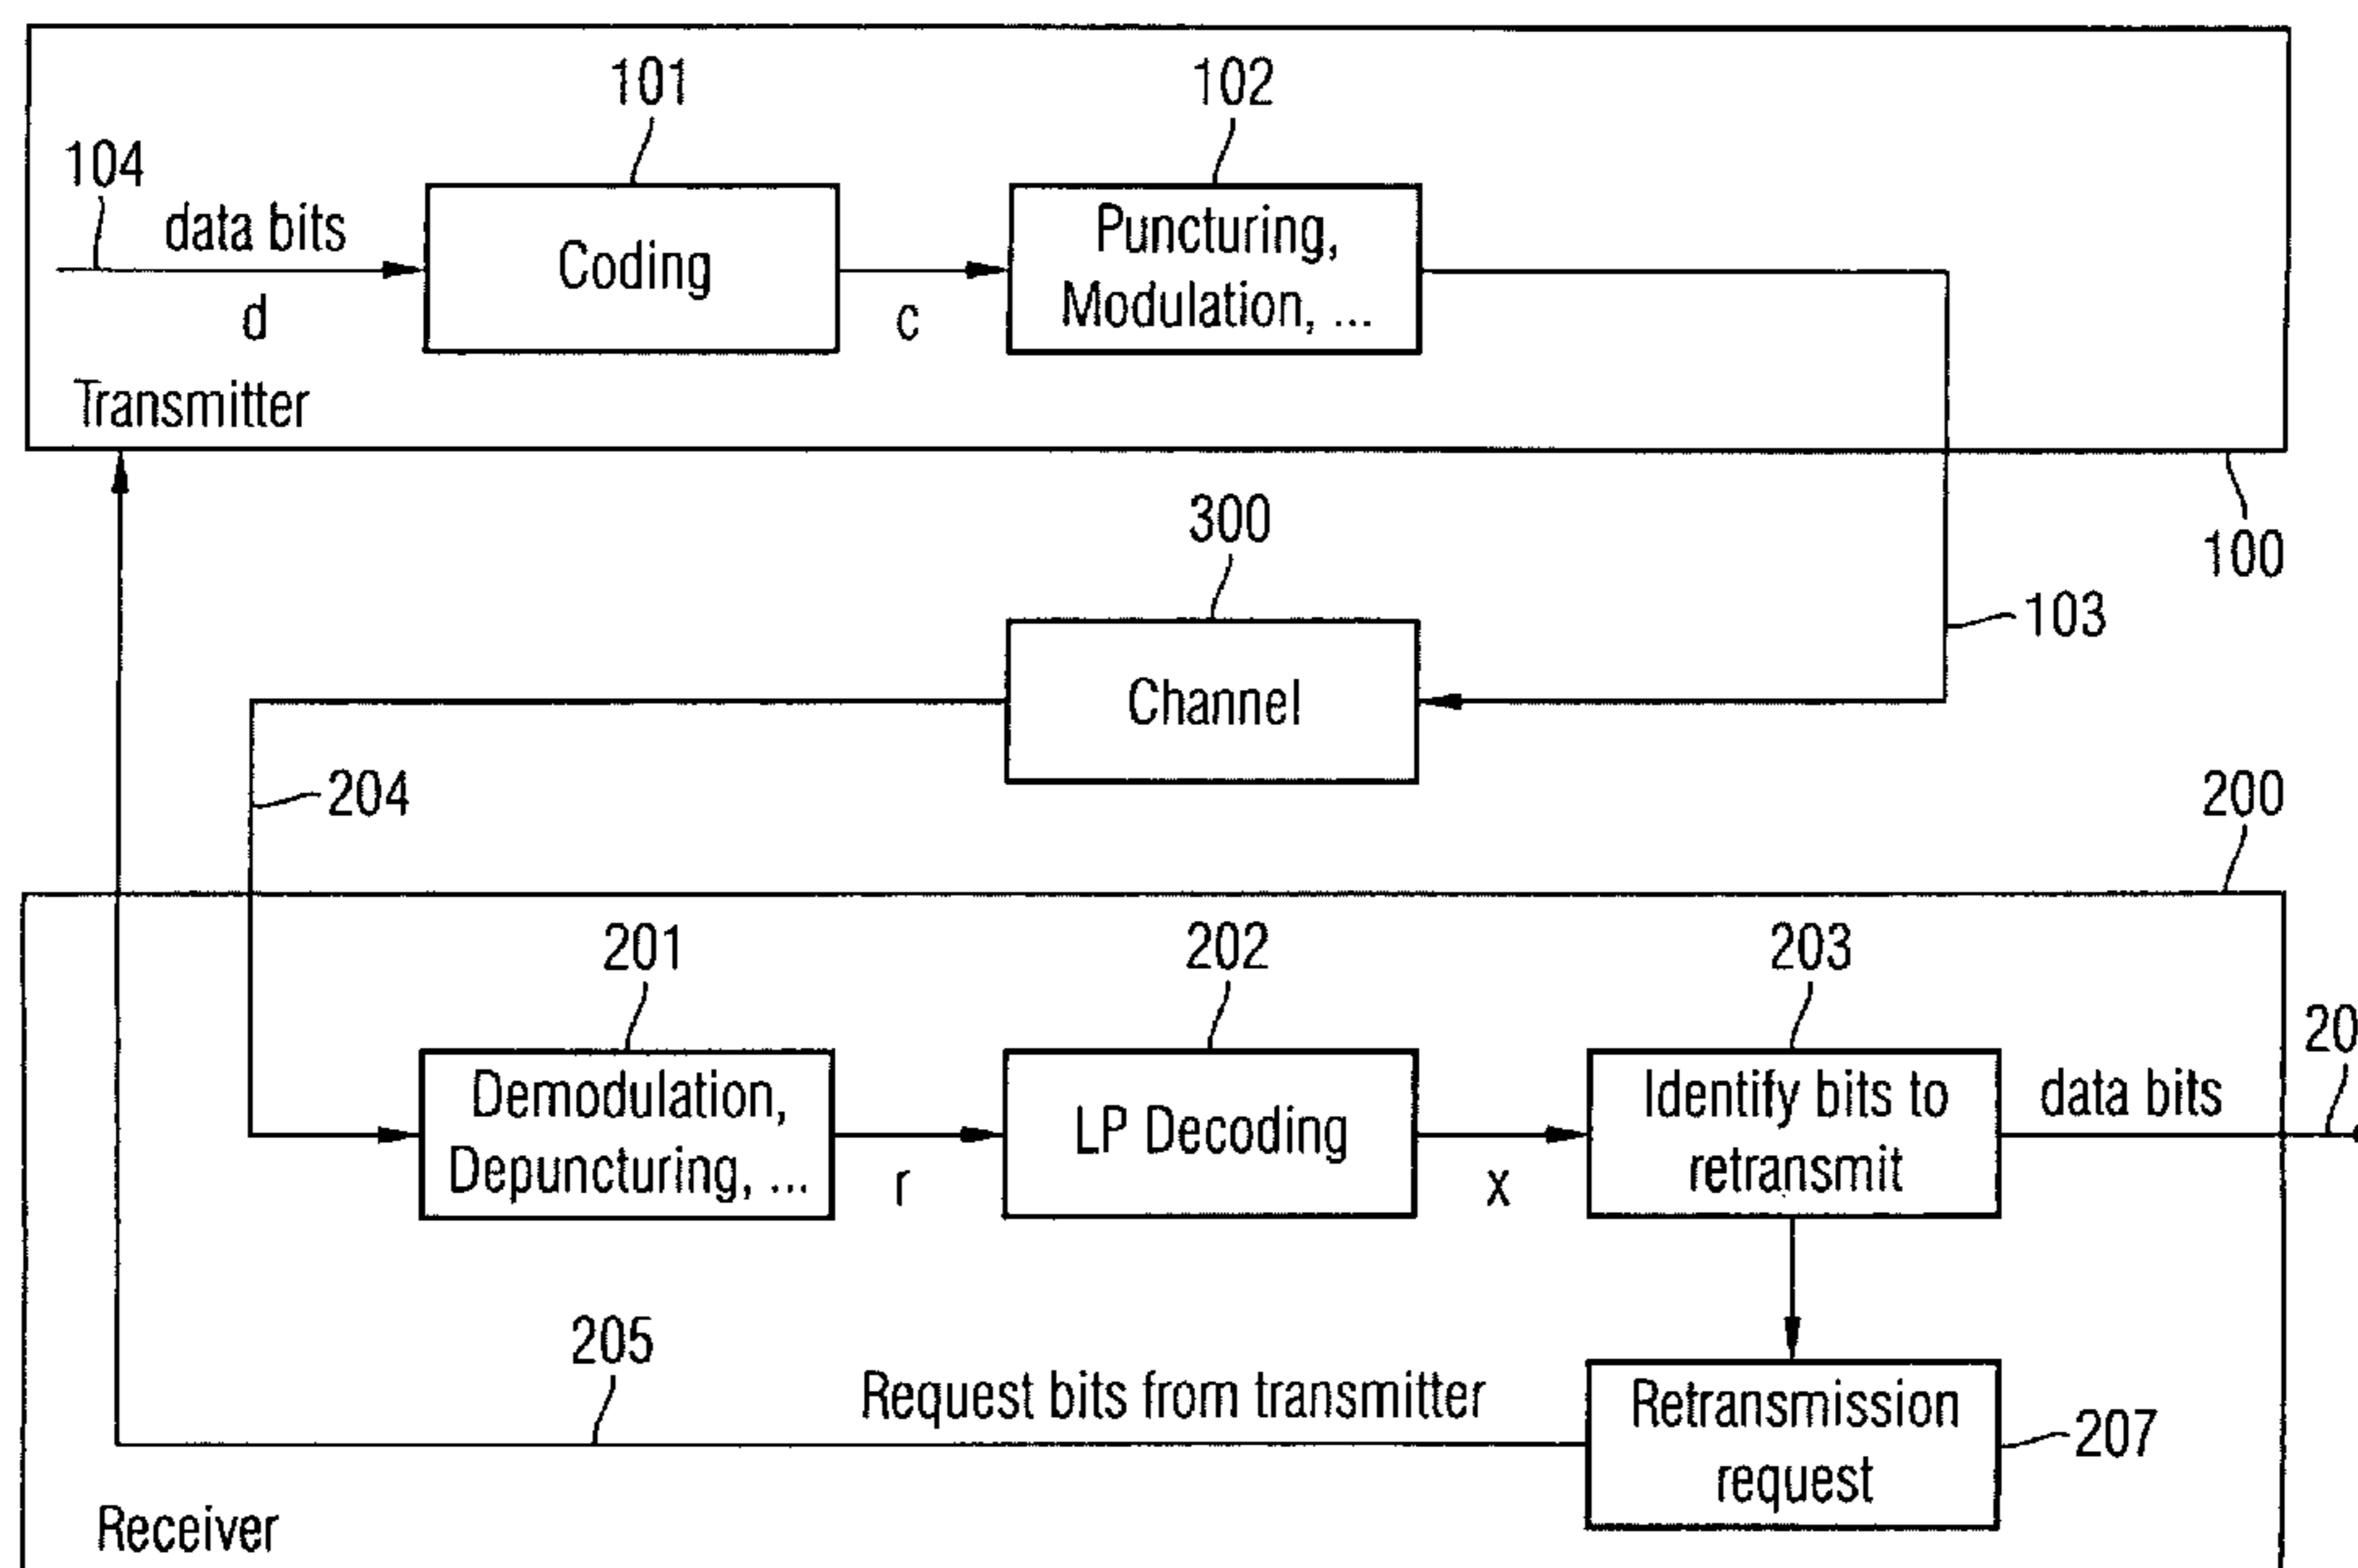 101
102
104
data bits
d
Coding
c
Puncturing,
Modulation, ...
Transmitter
100
300
103
Channel
204
200
201
202
203
20
Demodulation,
Depuncturing, ...
r
LP Decoding
x
Identify bits to
retransmit
data bits
205
Request bits from transmitter
Retransmission
request
207
Receiver